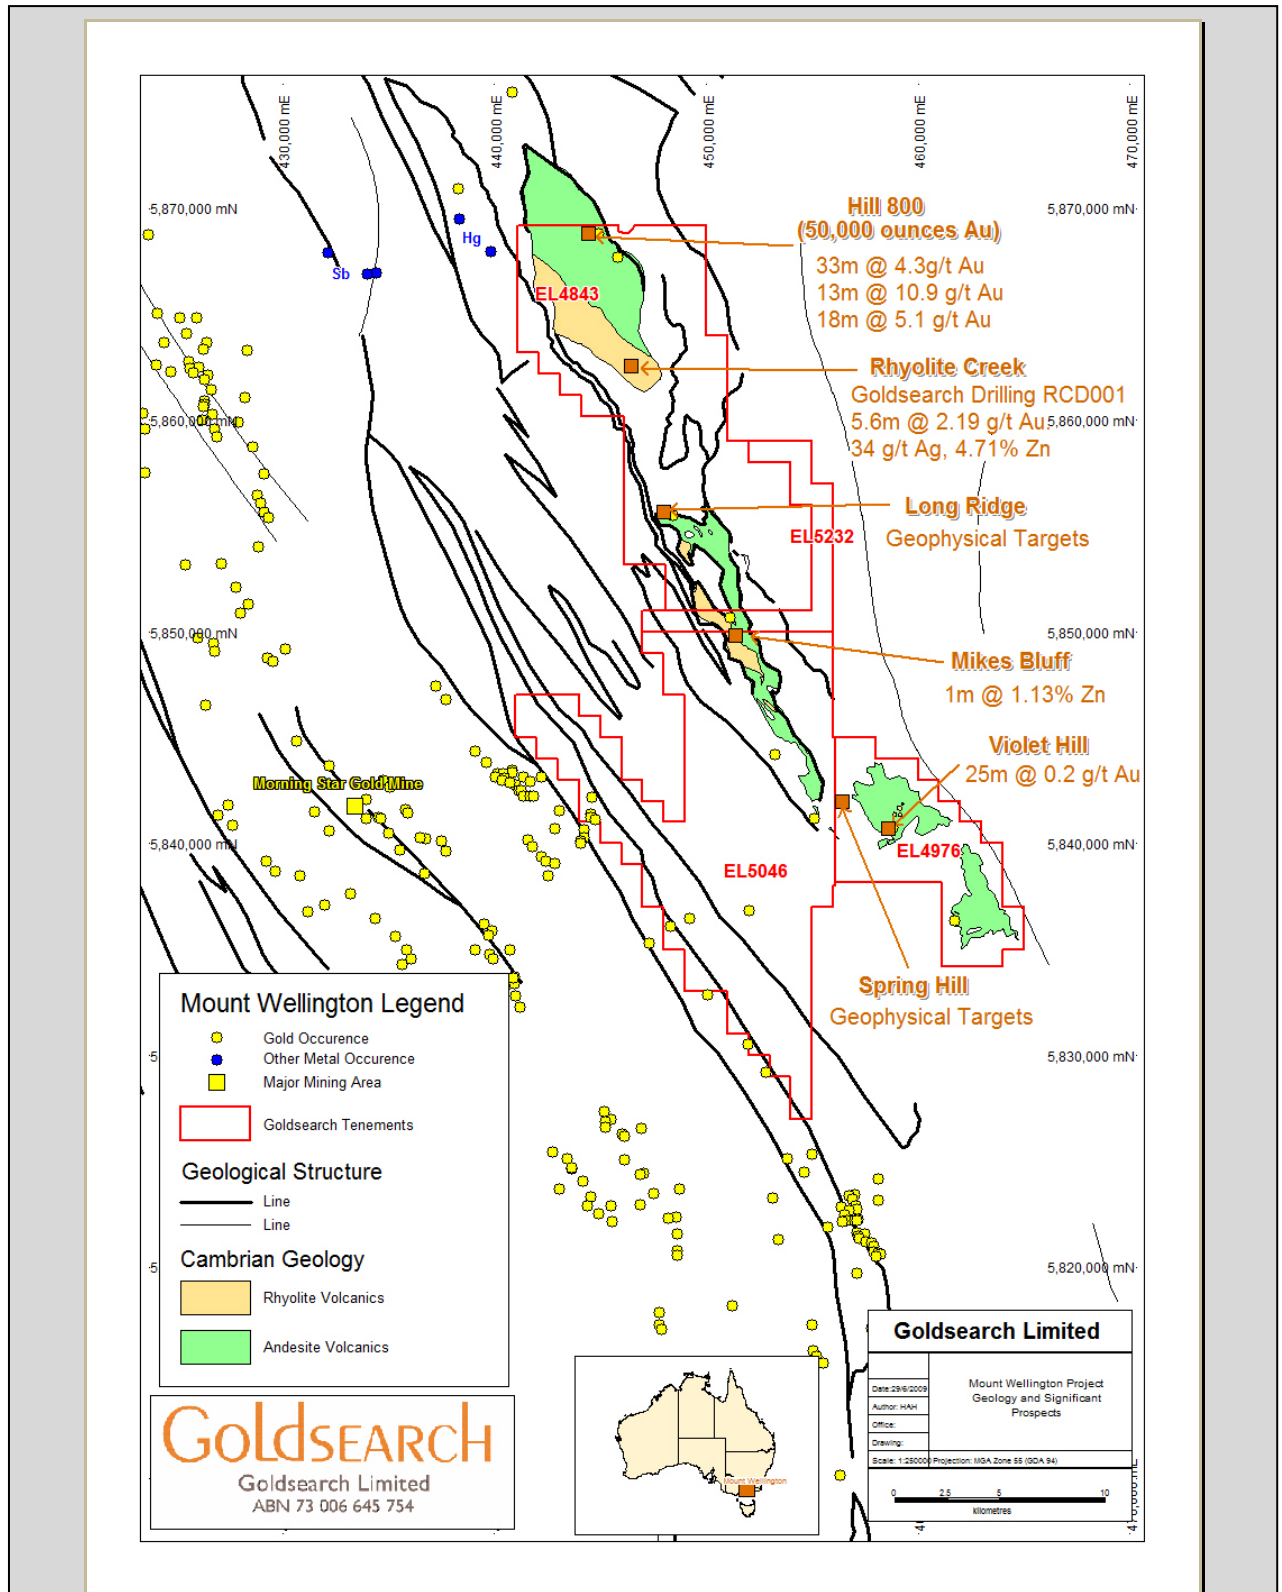 430,000 mE
440,000 mE
450,000 mE
460,000 mE
470,000 mE
5,870,000 mN
5,870,000 mN
Hill 800
(50,000 ounces Au)
33m @ 4.3g/t Au
13m @ 10.9 g/t Au
18m @ 5.1 g/t Au
Hg
Sb
EL4843
Rhyolite Creek
Goldsearch Drilling RCD001
5.6m @ 2.19 g/t Au
34 g/t Ag, 4.71% Zn
5,860,000 mN
5,860,000 mN
Long Ridge
Geophysical Targets
EL5232
5,850,000 mN
5,850,000 mN
Mikes Bluff
1m @ 1.13% Zn
Violet Hill
25m @ 0.2 g/t Au
Morning Star Gold Mine
5,840,000 mN
5,840,000 mN
EL4976
EL5046
Spring Hill
Geophysical Targets
5,830,000 mN
5,820,000 mN
Mount Wellington Legend
Gold Occurence
Other Metal Occurence
Major Mining Area
Goldsearch Tenements
Geological Structure
Line
Line
Cambrian Geology
Rhyolite Volcanics
Andesite Volcanics
GOLDSEARCH
Goldsearch Limited
ABN 73 006 645 754
Mount Wellington
Goldsearch Limited
Date:29/6/2009
Author: HAH
Office:
Drawing:
Mount Wellington Project
Geology and Significant
Prospects
Scale: 1:250000 Projection: MGA Zone 55 (GDA 94)
0 2.5 5 10
kilometres